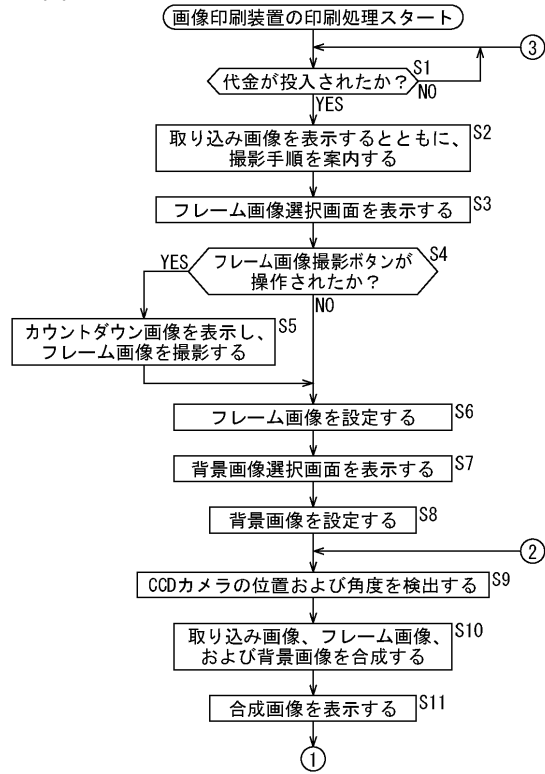 画像印刷装置の印刷処理スタート
③
代金が投入されたか？
S1
NO
YES
取り込み画像を表示するとともに、
撮影手順を案内する
S2
フレーム画像選択画面を表示する
S3
フレーム画像撮影ボタンが
操作されたか？
S4
YES
NO
カウントダウン画像を表示し、
フレーム画像を撮影する
S5
フレーム画像を設定する
S6
背景画像選択画面を表示する
S7
背景画像を設定する
S8
②
CCDカメラの位置および角度を検出する
S9
取り込み画像、フレーム画像、
および背景画像を合成する
S10
合成画像を表示する
S11
①